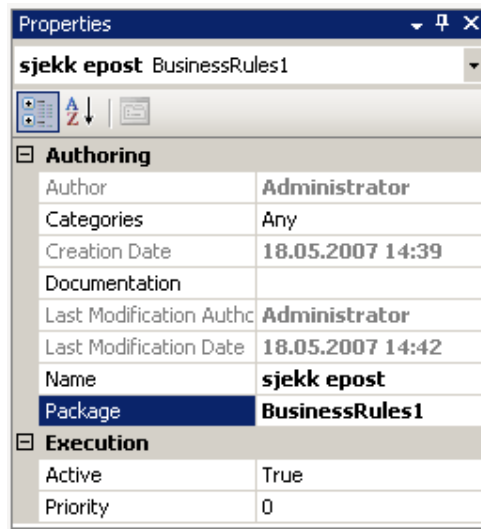 Properties
sjekk epost BusinessRules1
Authoring
Author Administrator
Categories Any
Creation Date 18.05.2007 14:39
Documentation
Last Modification Authc Administrator
Last Modification Date 18.05.2007 14:42
Name sjekk epost
Package BusinessRules1
Execution
Active True
Priority 0